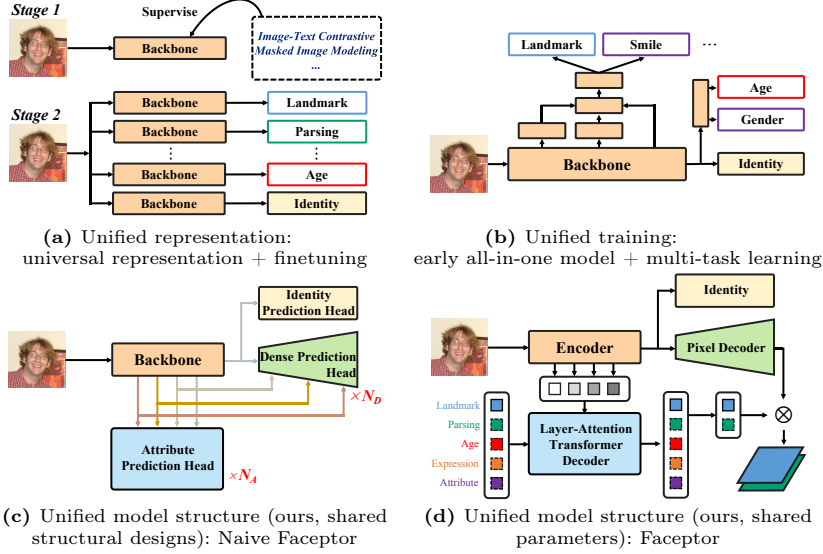 Stage 1
Supervise
Backbone
Image-Text Contrastive
Masked Image Modeling
...
Stage 2
Backbone
Landmark
Backbone
Parsing
Backbone
Age
Backbone
Identity
(a) Unified representation:
universal representation + finetuning
Landmark
Smile
...
Age
Gender
Backbone
Identity
(b) Unified training:
early all-in-one model + multi-task learning
Identity
Prediction Head
Backbone
Dense Prediction
Head
×N_D
Attribute
Prediction Head
×N_A
(c) Unified model structure (ours, shared
structural designs): Naive Faceptor
Identity
Encoder
Pixel Decoder
Landmark
Parsing
Age
Expression
Attribute
Layer-Attention
Transformer
Decoder
(d) Unified model structure (ours, shared
parameters): Faceptor